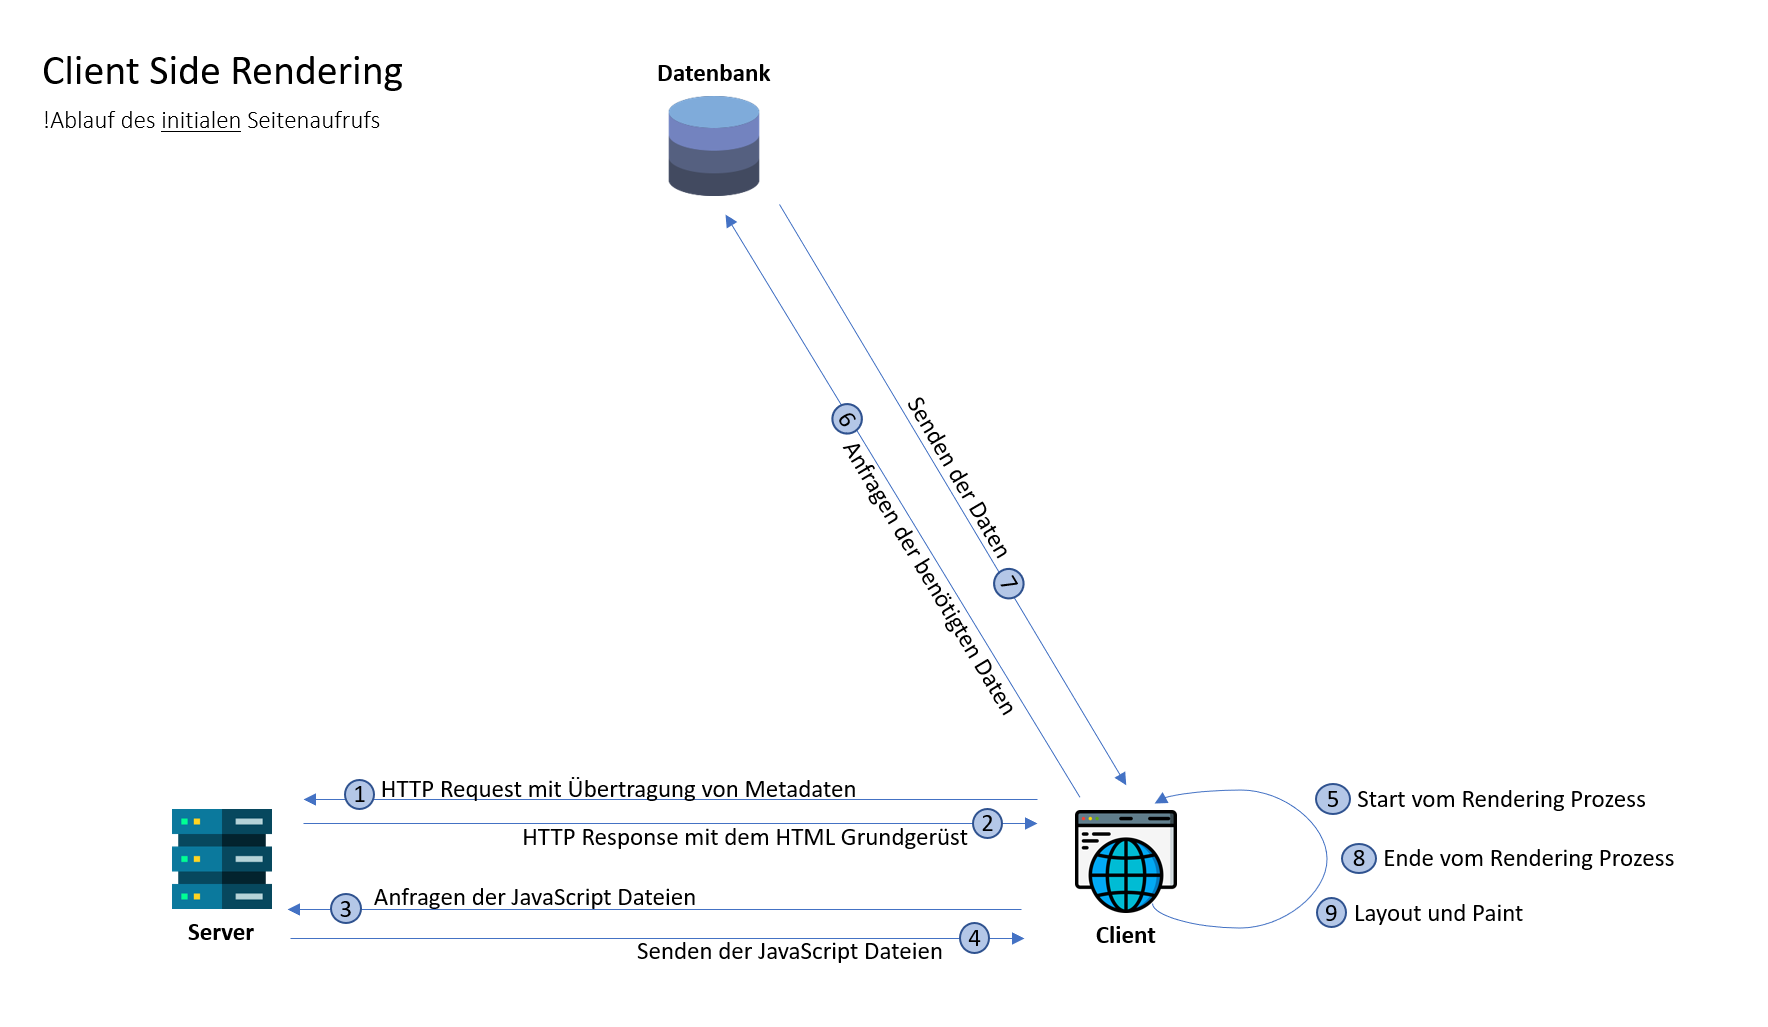 Client Side Rendering
!Ablauf des initialen Seitenaufrufs
Datenbank
6
Anfragen der benötigten Daten
Senden der Daten
7
1
HTTP Request mit Übertragung von Metadaten
HTTP Response mit dem HTML Grundgerüst
2
3
Anfragen der JavaScript Dateien
Senden der JavaScript Dateien
4
Server
Client
5
Start vom Rendering Prozess
8
Ende vom Rendering Prozess
9
Layout und Paint